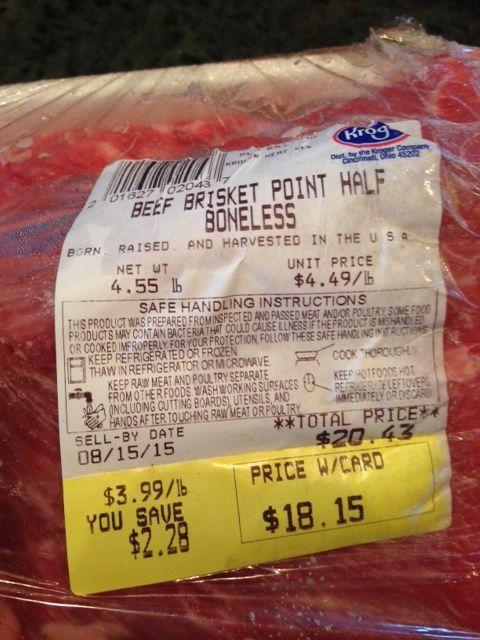 Krog
Dist. by the Kroger Company
Cincinnati, Ohio 45202
2 01827 02043 7
BEEF BRISKET POINT HALF
BONELESS
BORN, RAISED, AND HARVESTED IN THE U S A
NET WT
4.55 lb
UNIT PRICE
$4.49/lb
SAFE HANDLING INSTRUCTIONS
THIS PRODUCT WAS PREPARED FROM INSPECTED AND PASSED MEAT AND/OR POULTRY. SOME FOOD
PRODUCTS MAY CONTAIN BACTERIA THAT COULD CAUSE ILLNESS IF THE PRODUCT IS MISHANDLED
OR COOKED IMPROPERLY. FOR YOUR PROTECTION, FOLLOW THESE SAFE HANDLING INSTRUCTIONS
KEEP REFRIGERATED OR FROZEN
THAW IN REFRIGERATOR OR MICROWAVE
KEEP RAW MEAT AND POULTRY SEPARATE
FROM OTHER FOODS. WASH WORKING SURFACES
(INCLUDING CUTTING BOARDS), UTENSILS, AND
HANDS AFTER TOUCHING RAW MEAT OR POULTRY
COOK THOROUGHLY
KEEP HOT FOODS HOT
REFRIGERATE LEFTOVERS
IMMEDIATELY OR DISCARD
SELL-BY DATE
08/15/15
**TOTAL PRICE**
$20.43
$3.99/lb
YOU SAVE
$2.28
PRICE W/CARD
$18.15